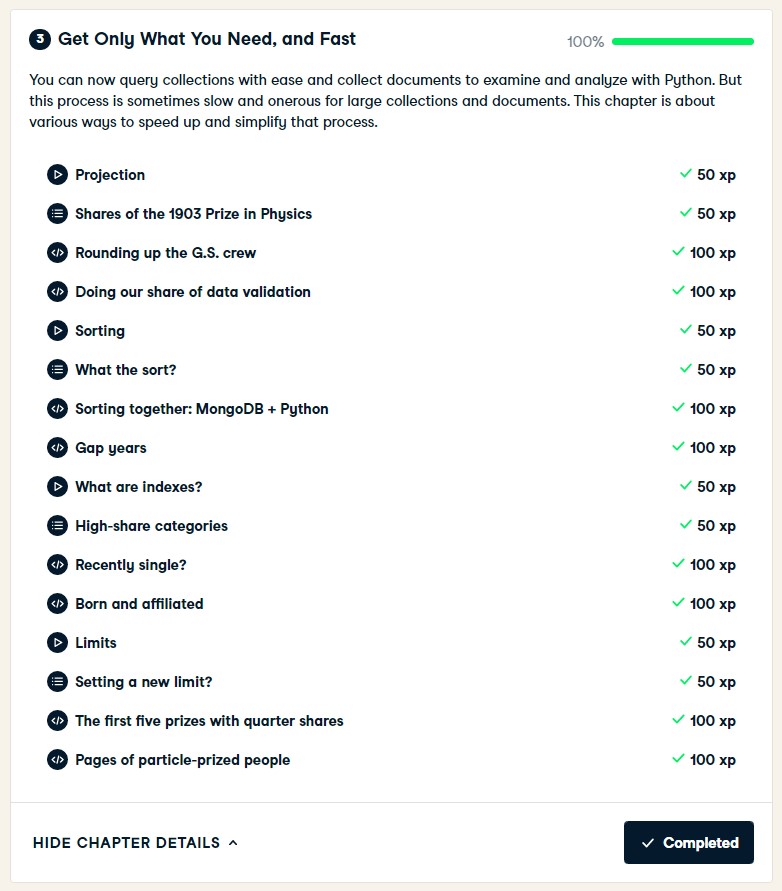 3 Get Only What You Need, and Fast 100%
You can now query collections with ease and collect documents to examine and analyze with Python. But
this process is sometimes slow and onerous for large collections and documents. This chapter is about
various ways to speed up and simplify that process.
Projection 50 xp
Shares of the 1903 Prize in Physics 50 xp
Rounding up the G.S. crew 100 xp
Doing our share of data validation 100 xp
Sorting 50 xp
What the sort? 50 xp
Sorting together: MongoDB + Python 100 xp
Gap years 100 xp
What are indexes? 50 xp
High-share categories 50 xp
Recently single? 100 xp
Born and affiliated 100 xp
Limits 50 xp
Setting a new limit? 50 xp
The first five prizes with quarter shares 100 xp
Pages of particle-prized people 100 xp
HIDE CHAPTER DETAILS Completed